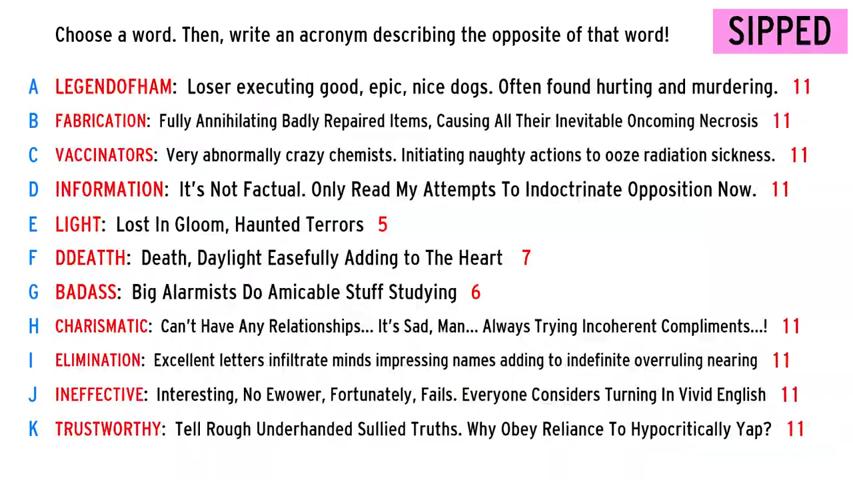 Choose a word. Then, write an acronym describing the opposite of that word!
SIPPED
A LEGENDOFHAM: Loser executing good, epic, nice dogs. Often found hurting and murdering. 11
B FABRICATION: Fully Annihilating Badly Repaired Items, Causing All Their Inevitable Oncoming Necrosis 11
C VACCINATORS: Very abnormally crazy chemists. Initiating naughty actions to ooze radiation sickness. 11
D INFORMATION: It's Not Factual. Only Read My Attempts To Indoctrinate Opposition Now. 11
E LIGHT: Lost In Gloom, Haunted Terrors 5
F DDEATTH: Death, Daylight Easefully Adding to The Heart 7
G BADASS: Big Alarmists Do Amicable Stuff Studying 6
H CHARISMATIC: Can't Have Any Relationships... It's Sad, Man... Always Trying Incoherent Compliments...! 11
I ELIMINATION: Excellent letters infiltrate minds impressing names adding to indefinite overruling nearing 11
J INEFFECTIVE: Interesting, No Ewower, Fortunately, Fails. Everyone Considers Turning In Vivid English 11
K TRUSTWORTHY: Tell Rough Underhanded Sullied Truths. Why Obey Reliance To Hypocritically Yap? 11